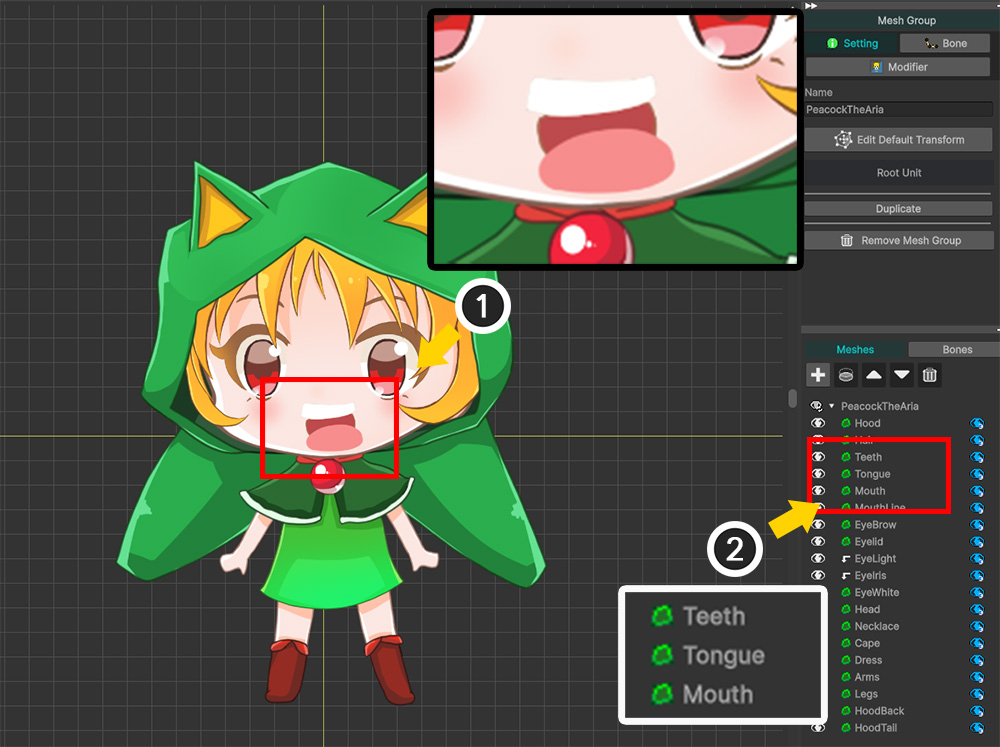 Mesh Group
Setting
Bone
Modifier
Name
PeacockTheAria
Edit Default Transform
Root Unit
Duplicate
Remove Mesh Group
1
Meshes
Bones
PeacockTheAria
Hood
Hair
Teeth
Tongue
Mouth
MouthLine
EyeBrow
Eyelid
EyeLight
EyeIris
EyeWhite
Head
Necklace
Cape
Dress
Arms
Legs
HoodBack
HoodTail
2
Teeth
Tongue
Mouth